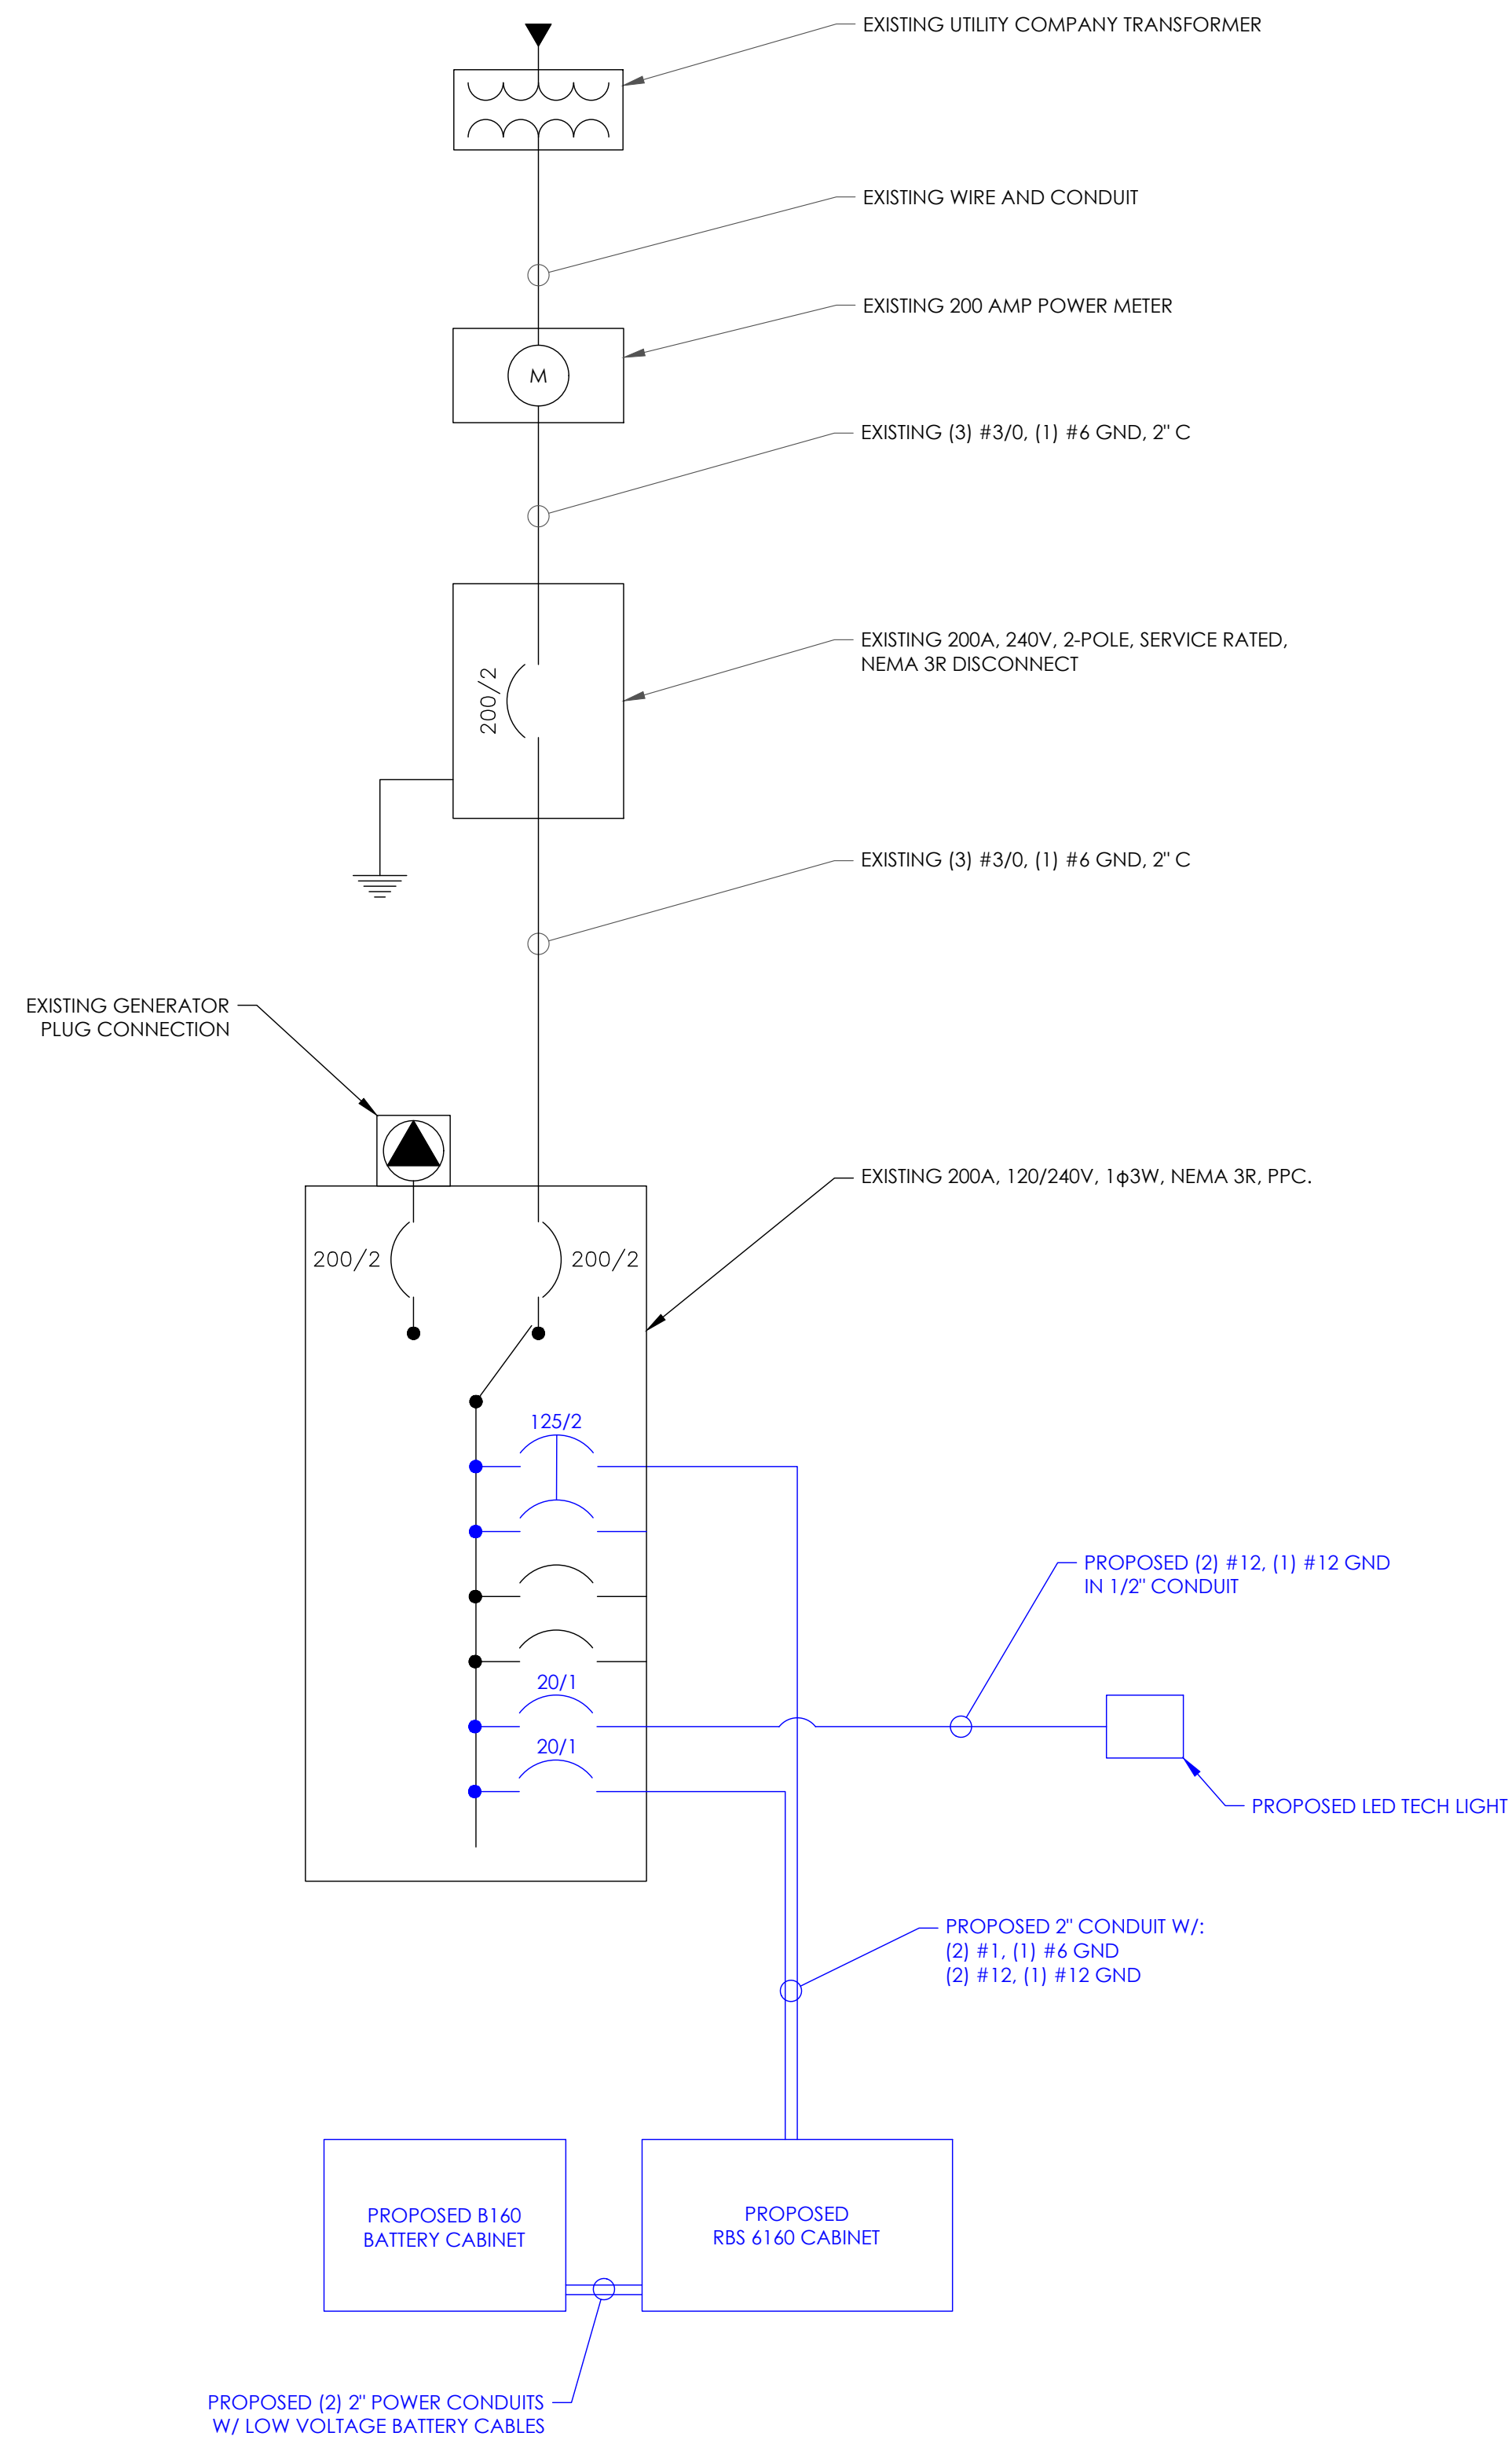 EXISTING UTILITY COMPANY TRANSFORMER
EXISTING WIRE AND CONDUIT
EXISTING 200 AMP POWER METER
M
EXISTING (3) #3/0, (1) #6 GND, 2" C
EXISTING 200A, 240V, 2-POLE, SERVICE RATED,
NEMA 3R DISCONNECT
200/2
EXISTING (3) #3/0, (1) #6 GND, 2" C
EXISTING GENERATOR
PLUG CONNECTION
EXISTING 200A, 120/240V, 1ϕ3W, NEMA 3R, PPC.
200/2
200/2
125/2
PROPOSED (2) #12, (1) #12 GND
IN 1/2" CONDUIT
20/1
20/1
PROPOSED LED TECH LIGHT
PROPOSED 2" CONDUIT W/:
(2) #1, (1) #6 GND
(2) #12, (1) #12 GND
PROPOSED B160
BATTERY CABINET
PROPOSED
RBS 6160 CABINET
PROPOSED (2) 2" POWER CONDUITS
W/ LOW VOLTAGE BATTERY CABLES